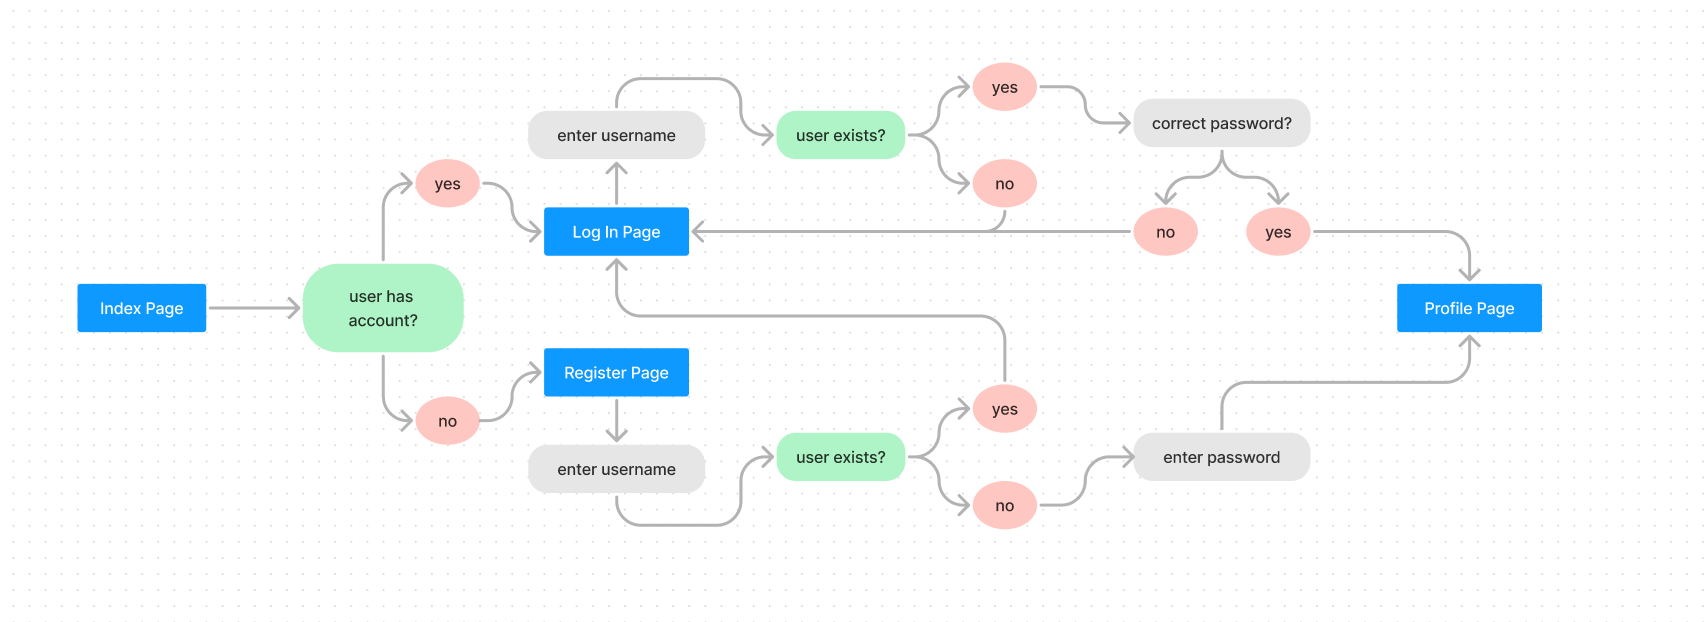 Index Page
user has
account?
yes
no
Log In Page
enter username
user exists?
yes
no
correct password?
no
yes
Profile Page
Register Page
enter username
user exists?
yes
no
enter password